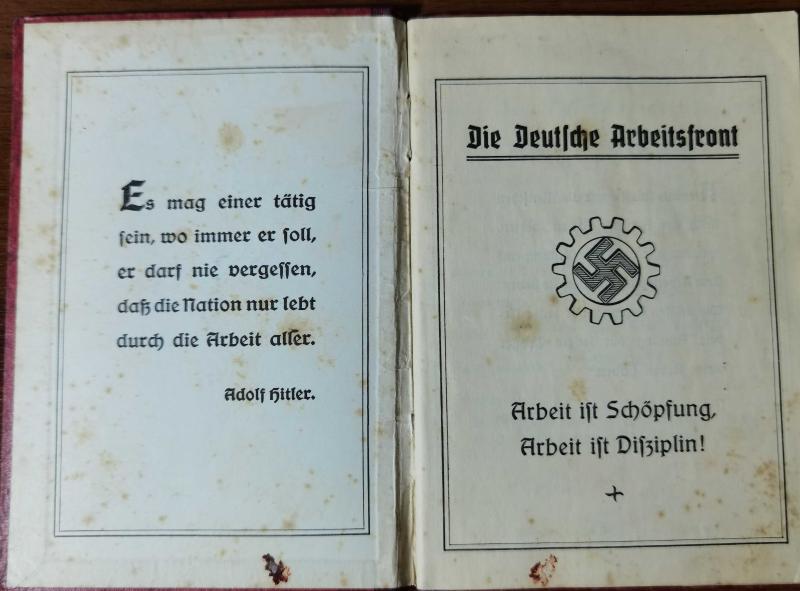 Es mag einer tätig
sein, wo immer er soll,
er darf nie vergessen,
daß die Nation nur lebt
durch die Arbeit aller.
Adolf Hitler.
Die Deutsche Arbeitsfront
Arbeit ist Schöpfung,
Arbeit ist Disziplin!